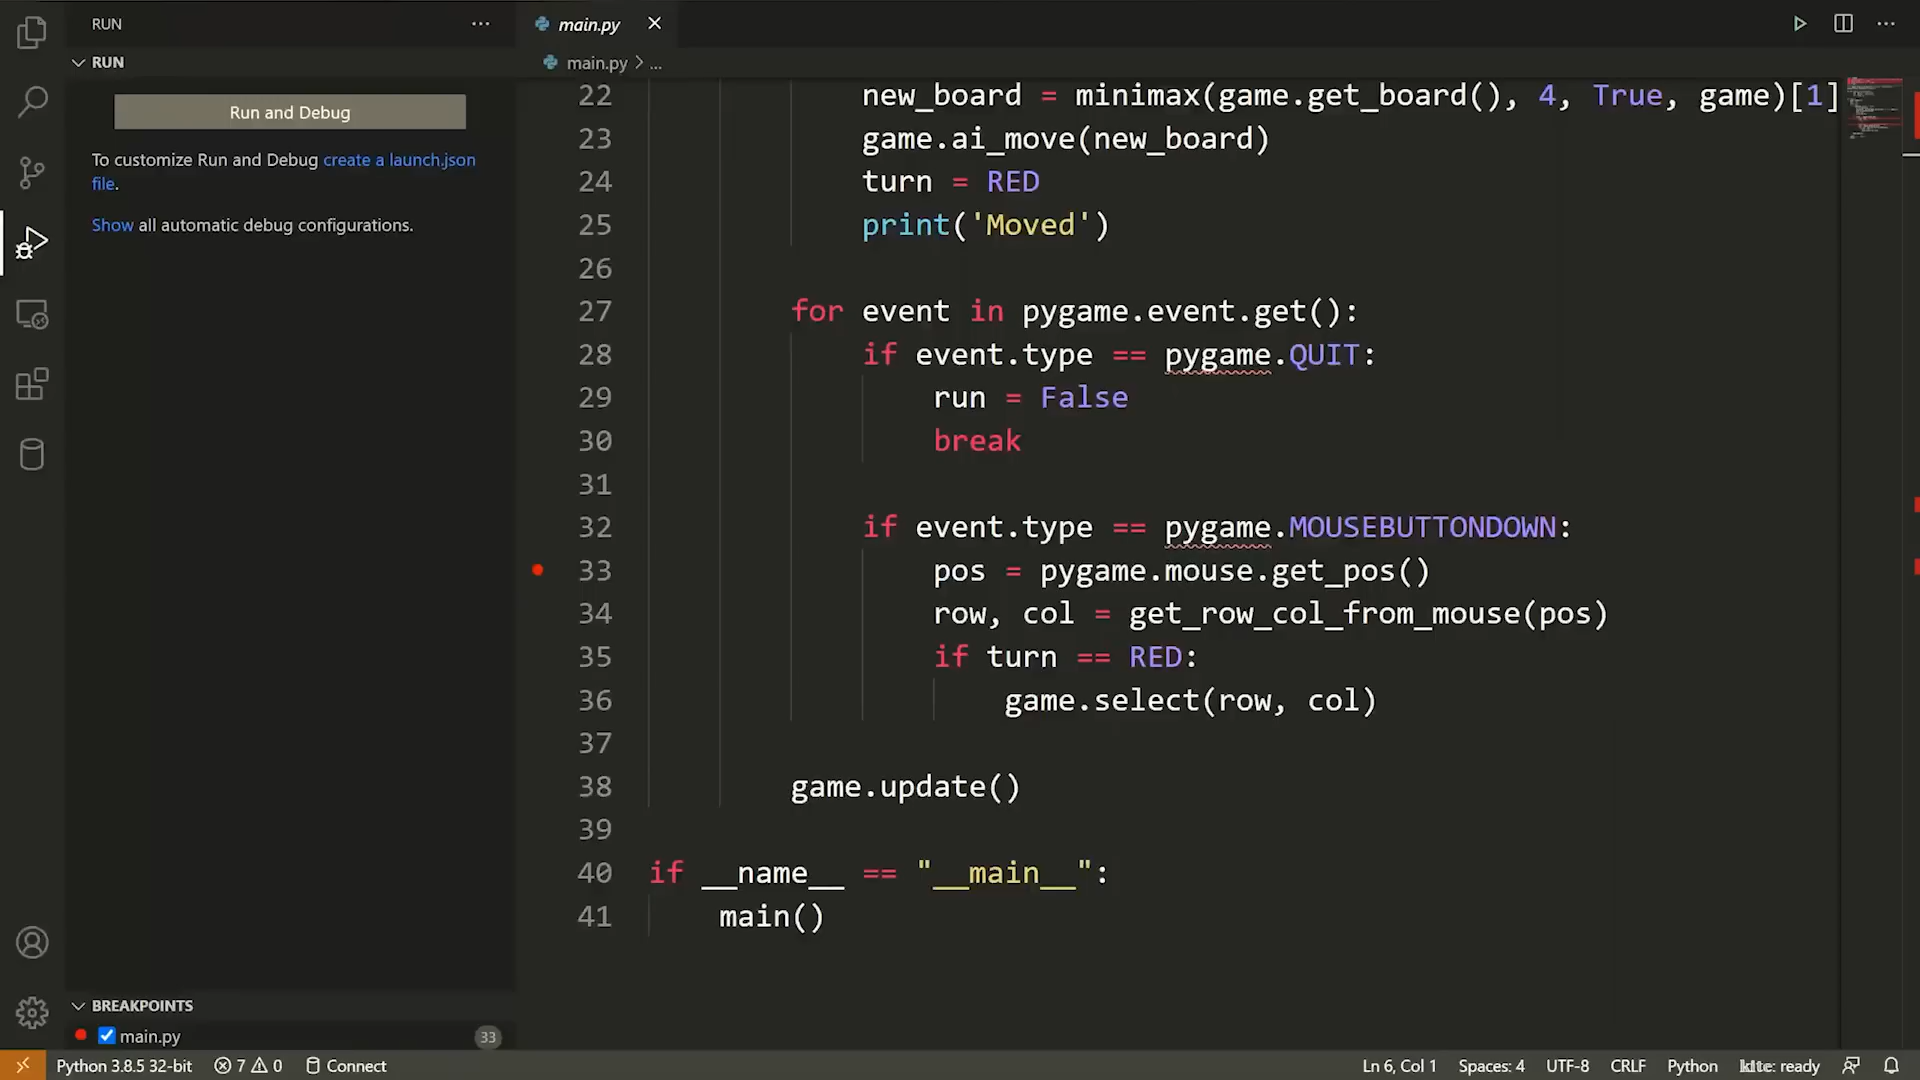 RUN
···
main.py
RUN
main.py > ...
Run and Debug
To customize Run and Debug create a launch.json
file.
Show all automatic debug configurations.
22 new_board = minimax(game.get_board(), 4, True, game)[1]
23 game.ai_move(new_board)
24 turn = RED
25 print('Moved')
26
27 for event in pygame.event.get():
28 if event.type == pygame.QUIT:
29 run = False
30 break
31
32 if event.type == pygame.MOUSEBUTTONDOWN:
33 pos = pygame.mouse.get_pos()
34 row, col = get_row_col_from_mouse(pos)
35 if turn == RED:
36 game.select(row, col)
37
38 game.update()
39
40 if __name__ == "__main__":
41 main()
BREAKPOINTS
main.py 33
Python 3.8.5 32-bit 7 0 Connect Ln 6, Col 1 Spaces: 4 UTF-8 CRLF Python kite: ready